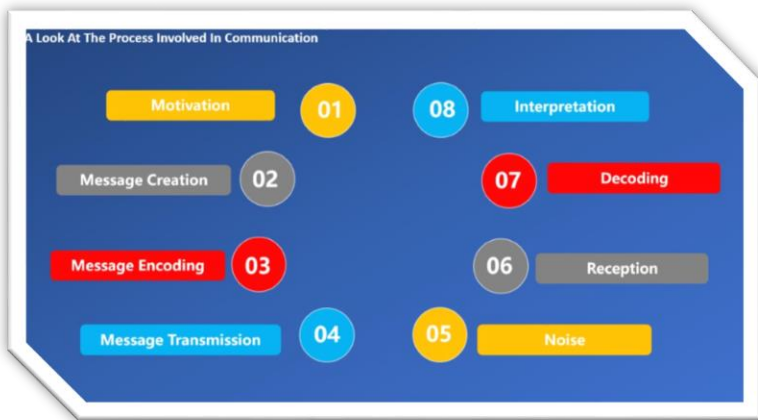 A Look At The Process Involved In Communication
Motivation
01
Message Creation
02
Message Encoding
03
Message Transmission
04
05
Noise
06
Reception
07
Decoding
08
Interpretation